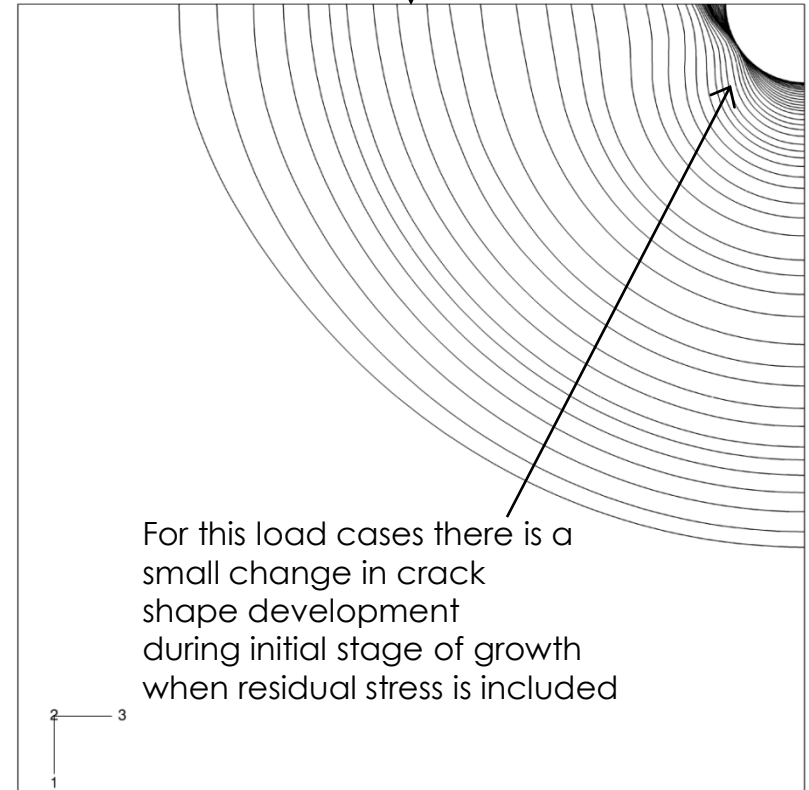 For this load cases there is a
small change in crack
shape development
during initial stage of growth
when residual stress is included
2 3
1